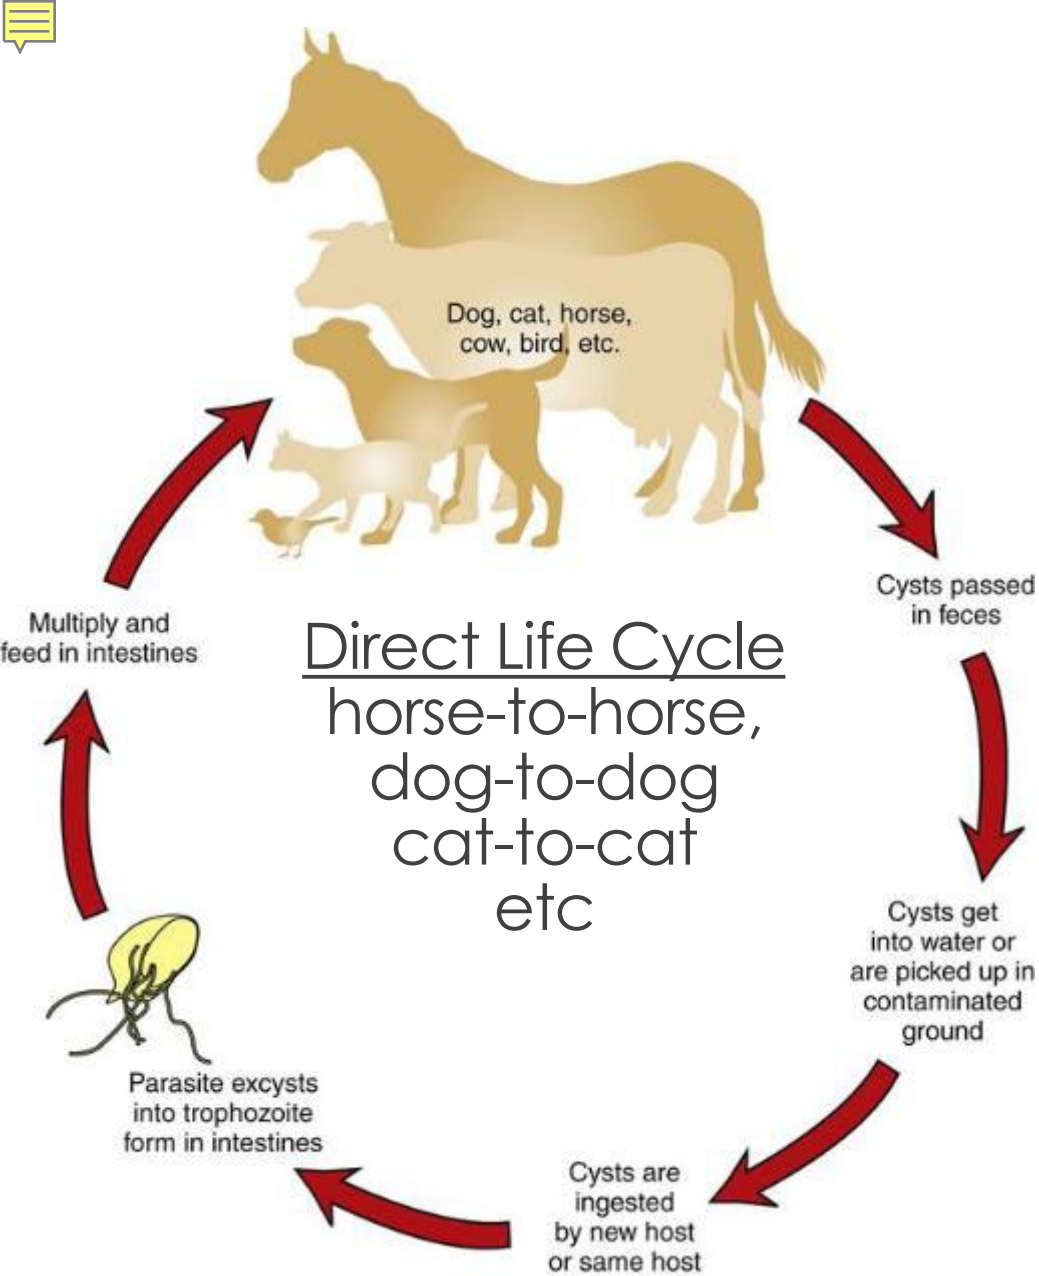 Dog, cat, horse,
cow, bird, etc.
Cysts passed
in feces
Multiply and
feed in intestines
Direct Life Cycle
horse-to-horse,
dog-to-dog
cat-to-cat
etc
Cysts get
into water or
are picked up in
contaminated
ground
Parasite excysts
into trophozoite
form in intestines
Cysts are
ingested
by new host
or same host